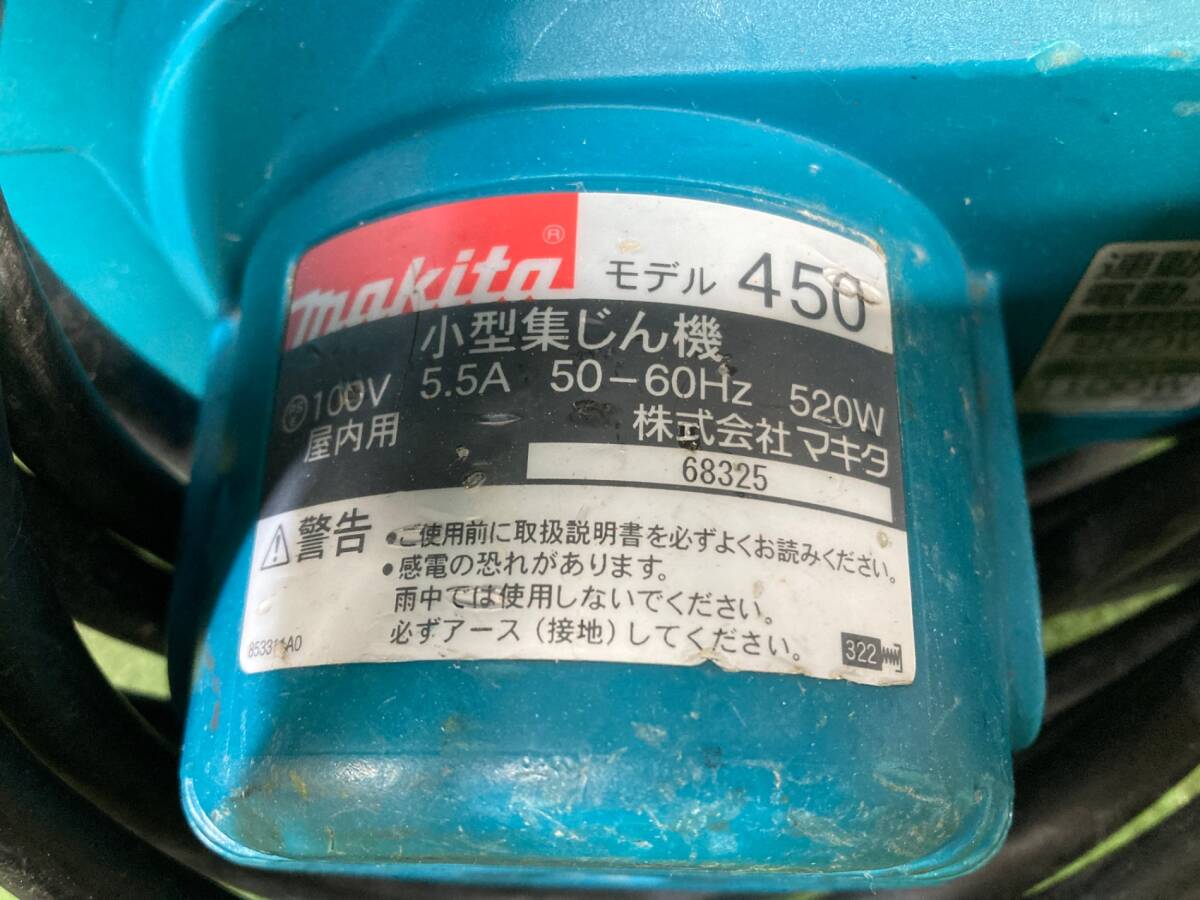 makita®
モデル 450
小型集じん機
100V 5.5A 50-60Hz 520W
屋内用 株式会社マキタ
68325
警告 •ご使用前に取扱説明書を必ずよくお読みください。
•感電の恐れがあります。
雨中では使用しないでください。
必ずアース(接地)してください。
322
連動
電動